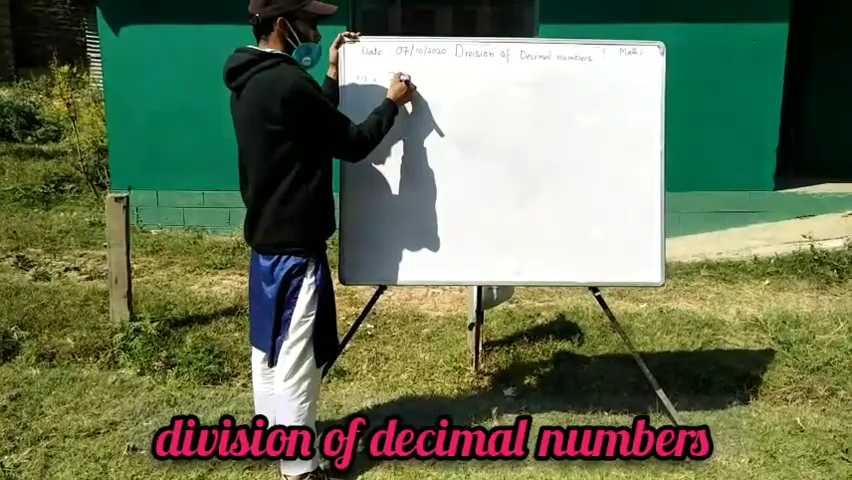 Date 07/10/2020 Division of Decimal numbers ( Math )
division of decimal numbers